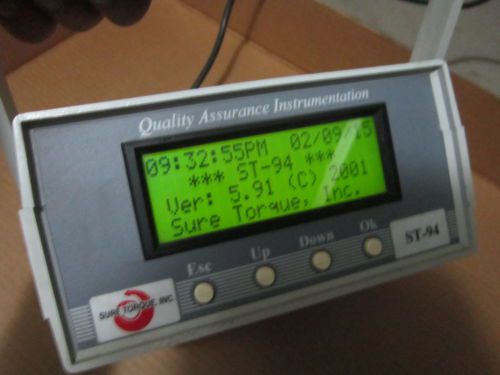 Quality Assurance Instrumentation
09:32:55PM 02/09/15
*** ST-94 ***
Ver: 5.91 (C) 2001
Sure Torque, Inc.
Esc Up Down Ok
SURE TORQUE, INC.
ST-94